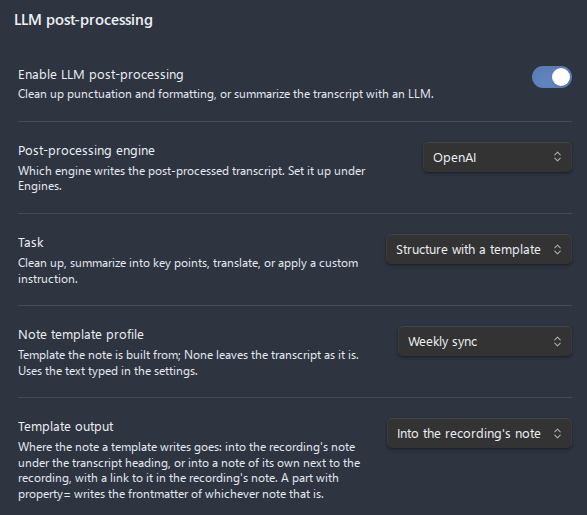 LLM post-processing
Enable LLM post-processing
Clean up punctuation and formatting, or summarize the transcript with an LLM.
Post-processing engine
OpenAI
Which engine writes the post-processed transcript. Set it up under
Engines.
Task
Structure with a template
Clean up, summarize into key points, translate, or apply a custom
instruction.
Note template profile
Weekly sync
Template the note is built from; None leaves the transcript as it is.
Uses the text typed in the settings.
Template output
Into the recording's note
Where the note a template writes goes: into the recording's note
under the transcript heading, or into a note of its own next to the
recording, with a link to it in the recording's note. A part with
property= writes the frontmatter of whichever note that is.